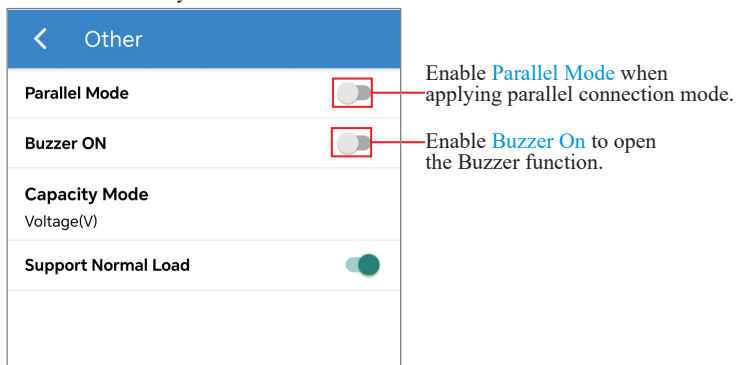 Other
Parallel Mode
Enable Parallel Mode when
applying parallel connection mode.
Buzzer ON
Enable Buzzer On to open
the Buzzer function.
Capacity Mode
Voltage(V)
Support Normal Load